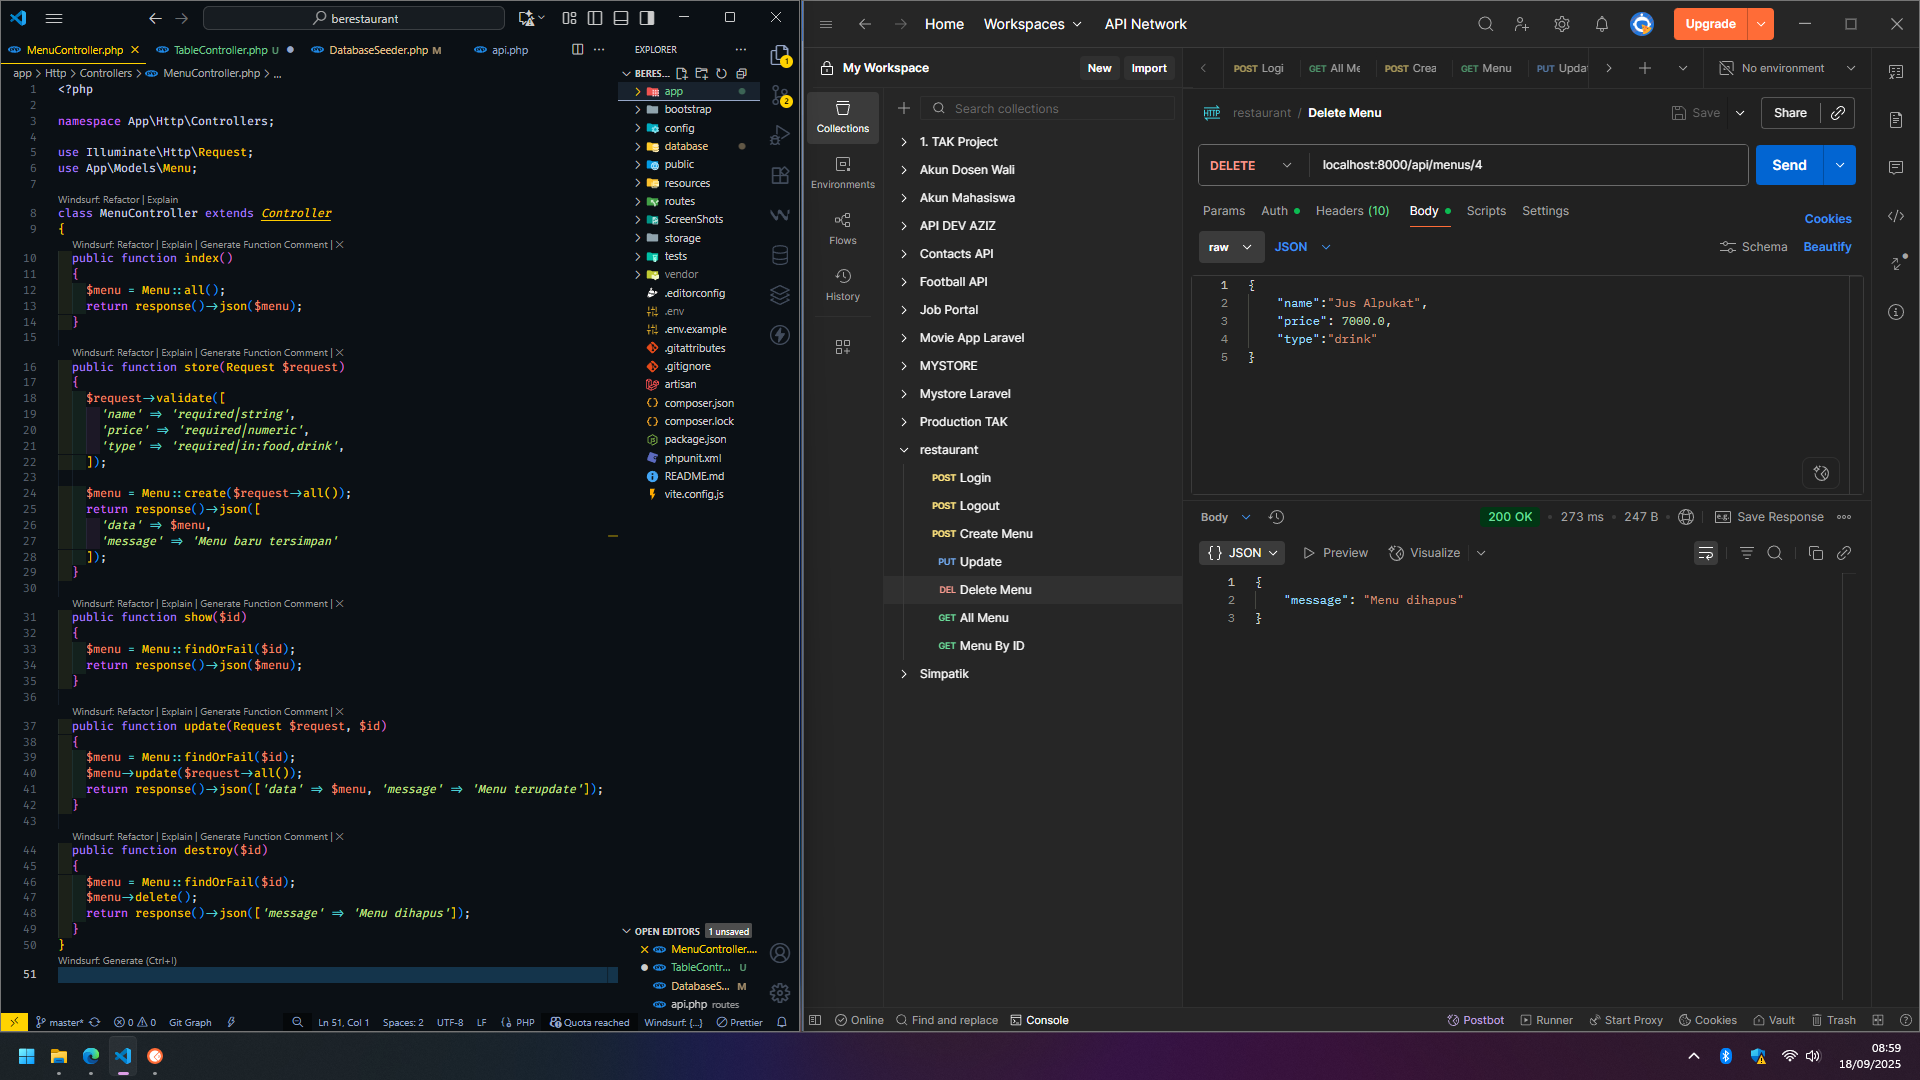 berestaurant
MenuController.php
TableController.php U
DatabaseSeeder.php M
api.php
app > Http > Controllers > MenuController.php > ...
1 <?php
2
3 namespace App\Http\Controllers;
4
5 use Illuminate\Http\Request;
6 use App\Models\Menu;
7
Windsurf: Refactor | Explain
8 class MenuController extends Controller
9 {
Windsurf: Refactor | Explain | Generate Function Comment | X
10 public function index()
11 {
12 $menu = Menu::all();
13 return response()->json($menu);
14 }
15
Windsurf: Refactor | Explain | Generate Function Comment | X
16 public function store(Request $request)
17 {
18 $request->validate([
19 'name' => 'required|string',
20 'price' => 'required|numeric',
21 'type' => 'required|in:food,drink',
22 ]);
23
24 $menu = Menu::create($request->all());
25 return response()->json([
26 'data' => $menu,
27 'message' => 'Menu baru tersimpan'
28 ]);
29 }
30
Windsurf: Refactor | Explain | Generate Function Comment | X
31 public function show($id)
32 {
33 $menu = Menu::findOrFail($id);
34 return response()->json($menu);
35 }
36
Windsurf: Refactor | Explain | Generate Function Comment | X
37 public function update(Request $request, $id)
38 {
39 $menu = Menu::findOrFail($id);
40 $menu->update($request->all());
41 return response()->json(['data' => $menu, 'message' => 'Menu terupdate']);
42 }
43
Windsurf: Refactor | Explain | Generate Function Comment | X
44 public function destroy($id)
45 {
46 $menu = Menu::findOrFail($id);
47 $menu->delete();
48 return response()->json(['message' => 'Menu dihapus']);
49 }
50 }
Windsurf: Generate (Ctrl+I)
51
EXPLORER
BERES...
app
bootstrap
config
database
public
resources
routes
ScreenShots
storage
tests
vendor
.editorconfig
.env
.env.example
.gitattributes
.gitignore
artisan
composer.json
composer.lock
package.json
phpunit.xml
README.md
vite.config.js
OPEN EDITORS 1 unsaved
MenuController....
TableContr... U
DatabaseS... M
api.php routes
1
2
master* 0 0 Git Graph Ln 51, Col 1 Spaces: 2 UTF-8 LF {} PHP Quota reached Windsurf: {...} Prettier
Home Workspaces API Network Upgrade
My Workspace New Import
POST Logi GET All Me POST Crea GET Menu PUT Updat No environment
Collections
Environments
Flows
History
Search collections
1. TAK Project
Akun Dosen Wali
Akun Mahasiswa
API DEV AZIZ
Contacts API
Football API
Job Portal
Movie App Laravel
MYSTORE
Mystore Laravel
Production TAK
restaurant
POST Login
POST Logout
POST Create Menu
PUT Update
DEL Delete Menu
GET All Menu
GET Menu By ID
Simpatik
HTTP restaurant / Delete Menu Save Share
DELETE localhost:8000/api/menus/4 Send
Params Auth Headers (10) Body Scripts Settings Cookies
raw JSON Schema Beautify
1 {
2 "name":"Jus Alpukat",
3 "price": 7000.0,
4 "type":"drink"
5 }
Body 200 OK 273 ms 247 B e.g. Save Response
{} JSON Preview Visualize
1 {
2 "message": "Menu dihapus"
3 }
Online Find and replace Console Postbot Runner Start Proxy Cookies Vault Trash
08:59
18/09/2025